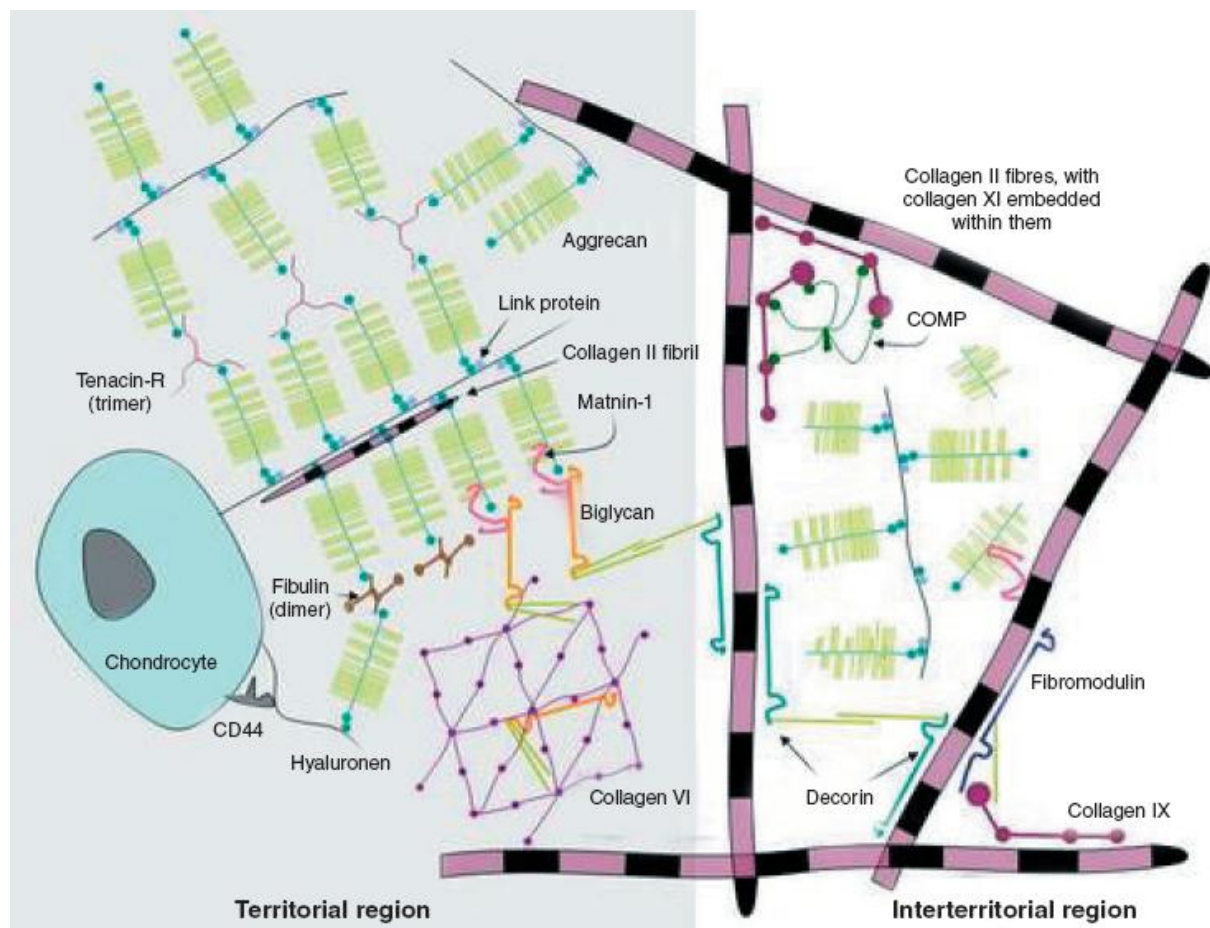 Collagen II fibres, with
collagen XI embedded
within them
Aggrecan
Link protein
COMP
Collagen II fibril
Tenacin-R
(trimer)
Matnin-1
Biglycan
Fibulin
(dimer)
Chondrocyte
Fibromodulin
CD44
Hyaluronen
Collagen VI
Decorin
Collagen IX
Territorial region
Interterritorial region